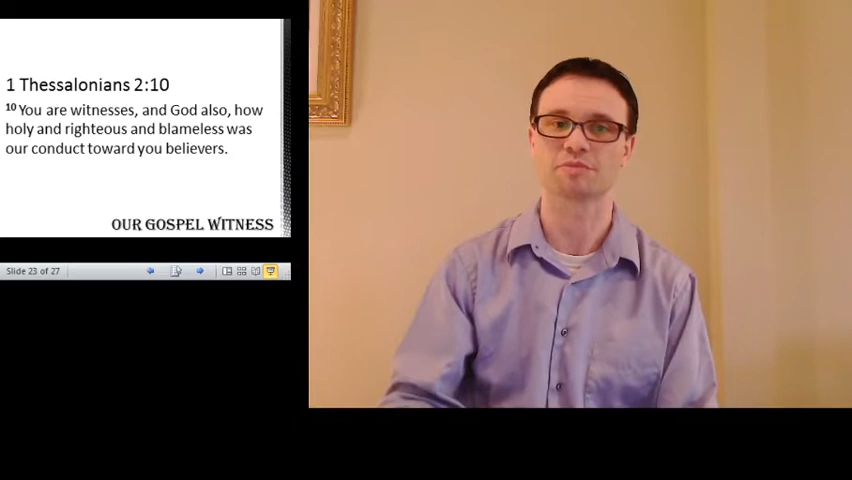 1 Thessalonians 2:10
10 You are witnesses, and God also, how
holy and righteous and blameless was
our conduct toward you believers.
OUR GOSPEL WITNESS
Slide 23 of 27